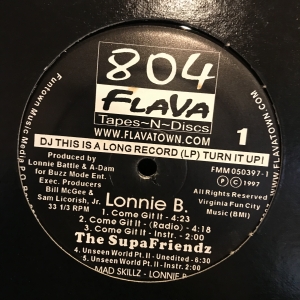 804
FLAVA
Tapes~N~Discs
WWW.FLAVATOWN.COM
1
DJ THIS IS A LONG RECORD (LP) TURN IT UP!
Produced by
Lonnie Battle & A-Dam
for Buzz Mode Ent.
Exec. Producers
Bill McGee &
Sam Licorish, Jr.
33 1/3 RPM
FMM 050397-1
Ⓟ © 1997
All Rights Reserved
Virginia Fun City
Music (BMI)
Lonnie B.
1. Come Git It - 4:23
2. Come Git It - (Radio) - 4:18
3. Come Git It - Instr. - 2:00
The SupaFriendz
4. Unseen World Pt. II - Unedited - 6:30
5. Unseen World Pt. II - Instr. 2:00
MAD SKILLZ - LONNIE B.
Funtown Music Media
(WWW.FLAVATOWN.COM)